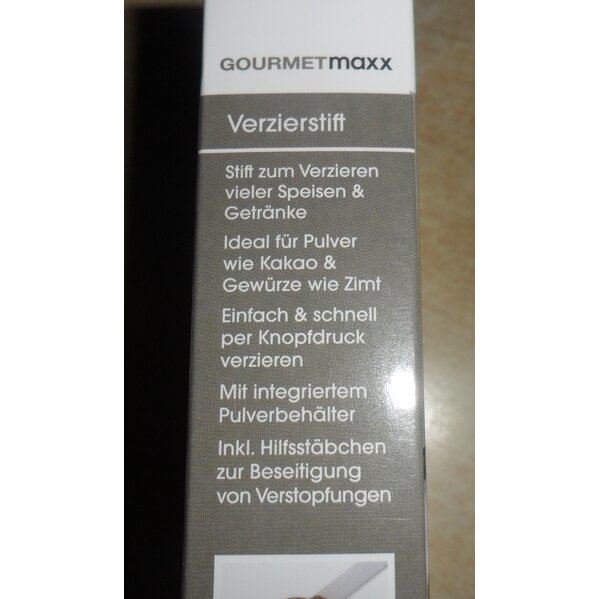 GOURMETmaxx
Verzierstift
Stift zum Verzieren
vieler Speisen &
Getränke
Ideal für Pulver
wie Kakao &
Gewürze wie Zimt
Einfach & schnell
per Knopfdruck
verzieren
Mit integriertem
Pulverbehälter
Inkl. Hilfsstäbchen
zur Beseitigung
von Verstopfungen